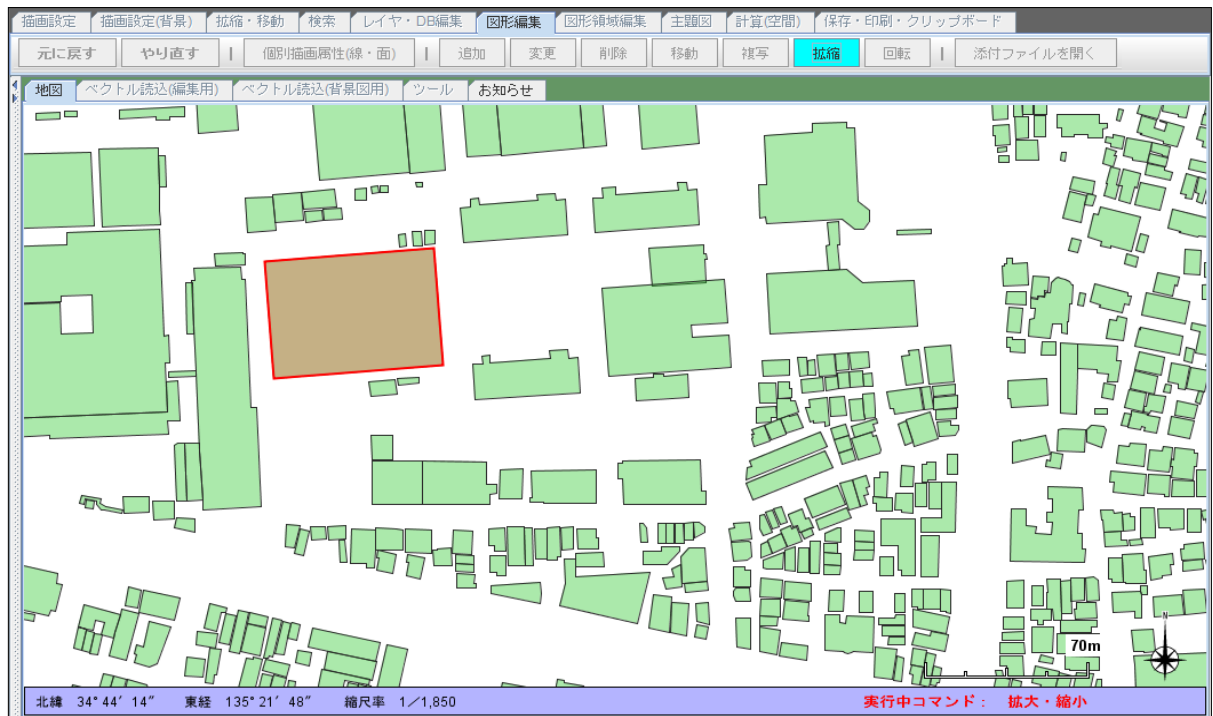 描画設定 描画設定(背景) 拡縮・移動 検索 レイヤ・DB編集 図形編集 図形領域編集 主題図 計算(空間) 保存・印刷・クリップボード
元に戻す やり直す | 個別描画属性(線・面) | 追加 変更 削除 移動 複写 拡縮 回転 | 添付ファイルを開く
地図 ベクトル読込(編集用) ベクトル読込(背景図用) ツール お知らせ
N
70m
北緯 34°44′14″ 東経 135°21′48″ 縮尺率 1/1,850 実行中コマンド： 拡大・縮小